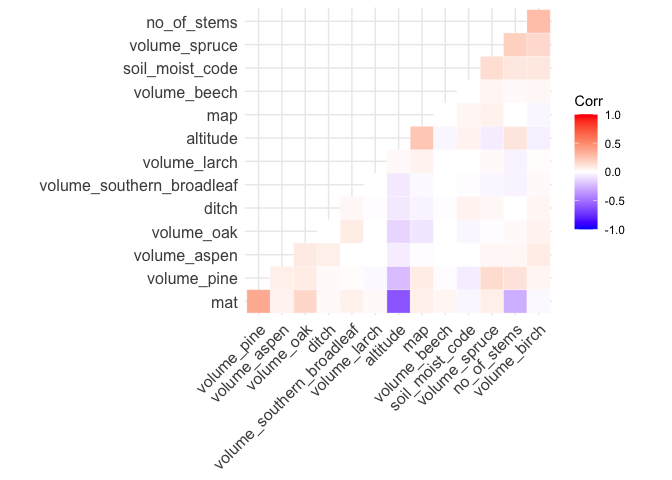 no_of_stems
volume_spruce
soil_moist_code
volume_beech
map
altitude
volume_larch
volume_southern_broadleaf
ditch
volume_oak
volume_aspen
volume_pine
mat
volume_pine
volume_aspen
volume_oak
ditch
volume_southern_broadleaf
volume_larch
altitude
map
volume_beech
soil_moist_code
volume_spruce
no_of_stems
volume_birch
Corr
1.0
0.5
0.0
-0.5
-1.0